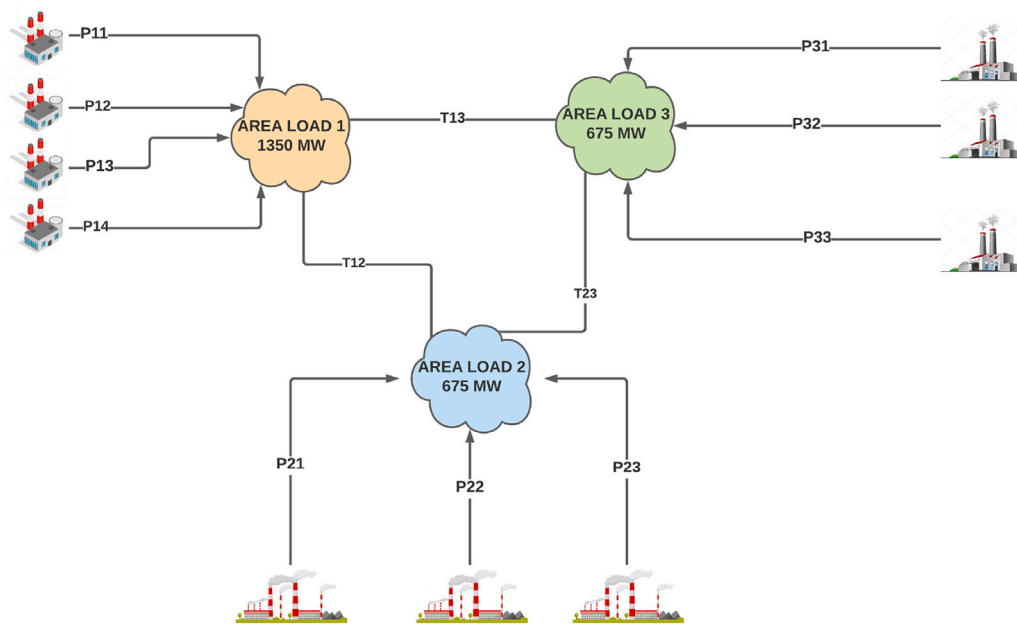 P11
P12
P13
P14
AREA LOAD 1
1350 MW
T13
AREA LOAD 3
675 MW
P31
P32
P33
T12
T23
AREA LOAD 2
675 MW
P21
P22
P23